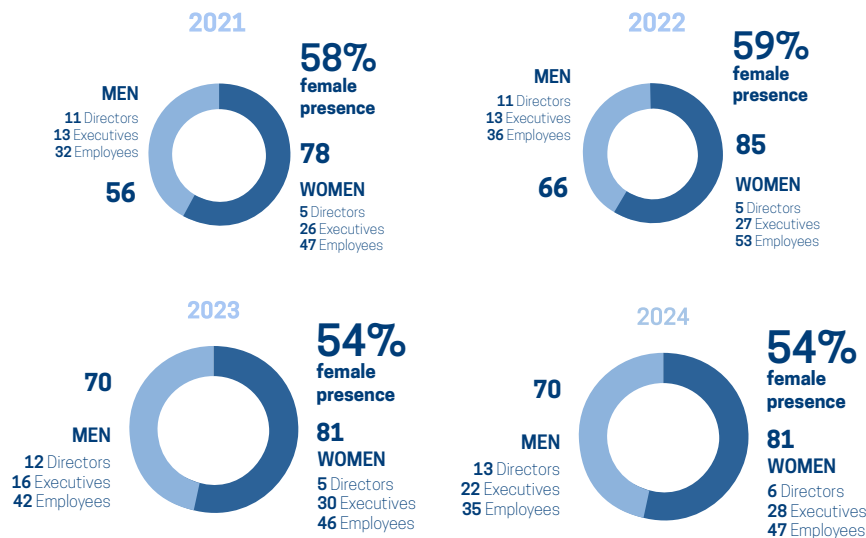 2021
58%
female
presence
MEN
11 Directors
13 Executives
32 Employees
56
78
WOMEN
5 Directors
26 Executives
47 Employees
2022
59%
female
presence
MEN
11 Directors
13 Executives
36 Employees
66
85
WOMEN
5 Directors
27 Executives
53 Employees
2023
54%
female
presence
70
MEN
12 Directors
16 Executives
42 Employees
81
WOMEN
5 Directors
30 Executives
46 Employees
2024
54%
female
presence
70
MEN
13 Directors
22 Executives
35 Employees
81
WOMEN
6 Directors
28 Executives
47 Employees